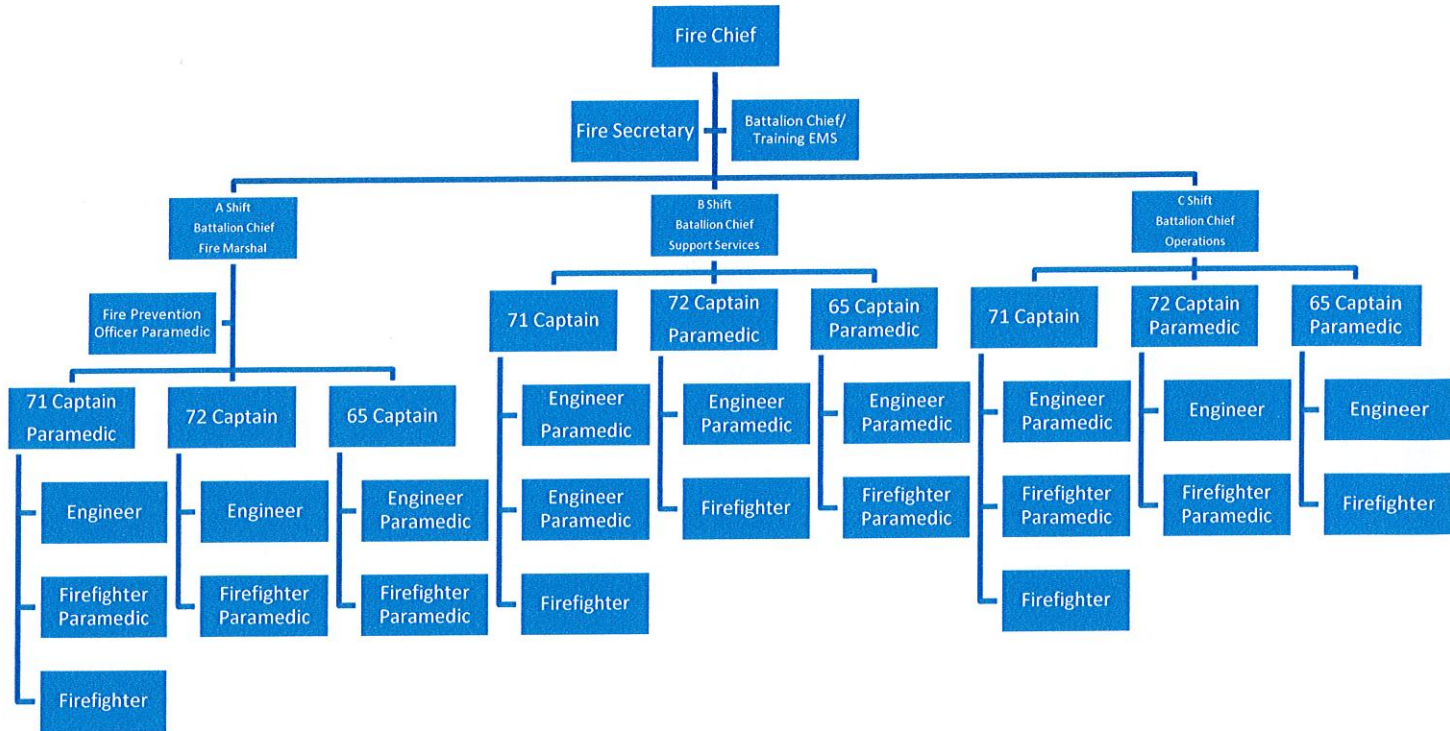 Fire Chief
Fire Secretary
Battalion Chief/
Training EMS
A Shift
Battalion Chief
Fire Marshal
B Shift
Batallion Chief
Support Services
C Shift
Battalion Chief
Operations
Fire Prevention
Officer Paramedic
71 Captain
Paramedic
Engineer
Firefighter
Paramedic
Firefighter
72 Captain
Engineer
Firefighter
Paramedic
65 Captain
Engineer
Paramedic
Firefighter
Paramedic
71 Captain
Engineer
Paramedic
Engineer
Paramedic
Firefighter
72 Captain
Paramedic
Engineer
Paramedic
Firefighter
65 Captain
Paramedic
Engineer
Paramedic
Firefighter
Paramedic
71 Captain
Engineer
Paramedic
Firefighter
Paramedic
Firefighter
72 Captain
Paramedic
Engineer
Firefighter
Paramedic
65 Captain
Paramedic
Engineer
Firefighter